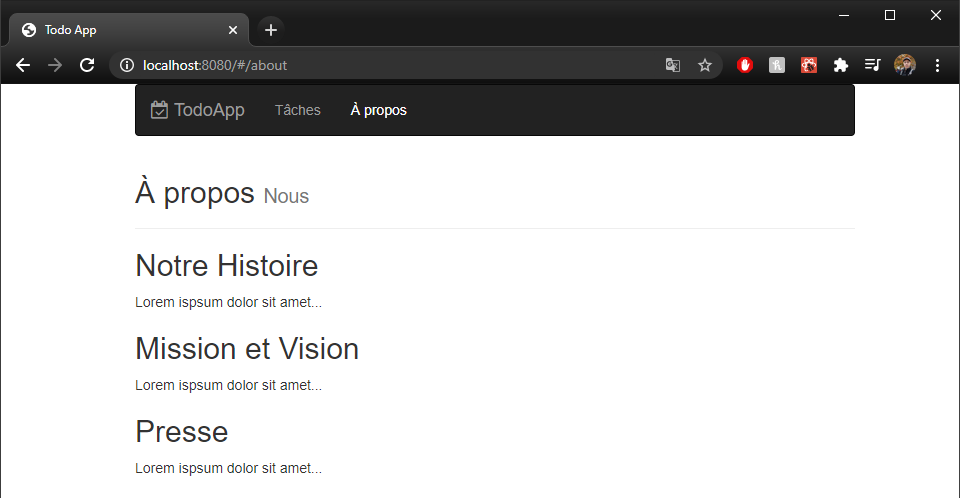 Todo App
localhost:8080/#/about
TodoApp Tâches À propos
À propos Nous
Notre Histoire
Lorem ispsum dolor sit amet...
Mission et Vision
Lorem ispsum dolor sit amet...
Presse
Lorem ispsum dolor sit amet...